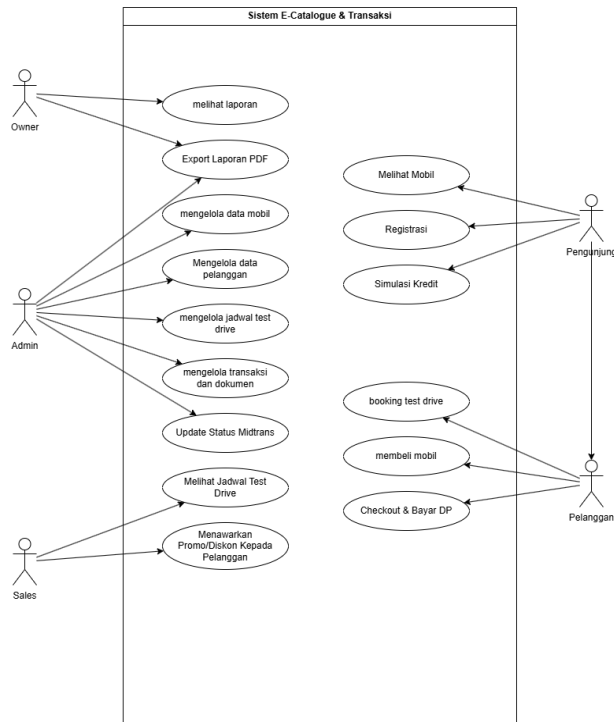 Sistem E-Catalogue & Transaksi
Owner
melihat laporan
Export Laporan PDF
mengelola data mobil
Mengelola data
pelanggan
mengelola jadwal test
drive
Admin
mengelola transaksi
dan dokumen
Update Status Midtrans
Melihat Jadwal Test
Drive
Menawarkan
Promo/Diskon Kepada
Pelanggan
Sales
Melihat Mobil
Registrasi
Pengunjung
Simulasi Kredit
booking test drive
membeli mobil
Checkout & Bayar DP
Pelanggan